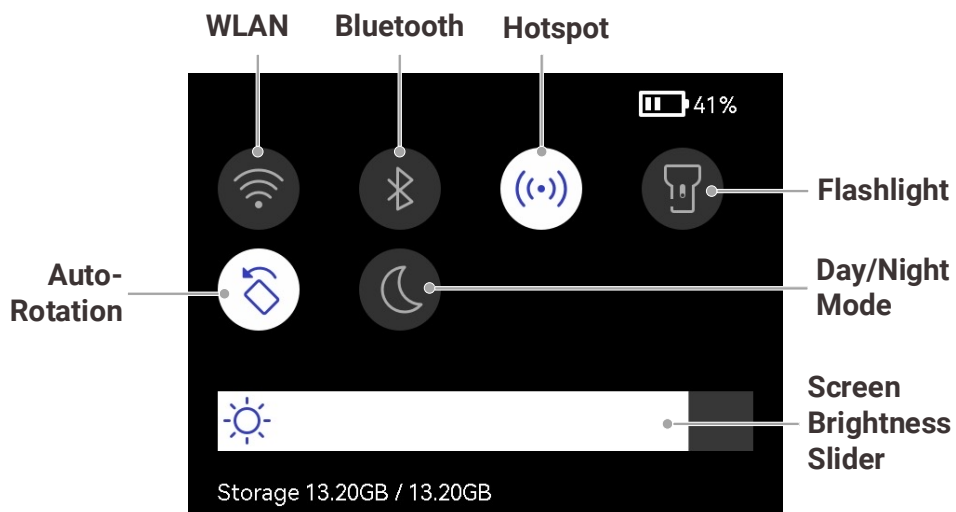 WLAN
Bluetooth
Hotspot
41%
Flashlight
Auto-
Rotation
Day/Night
Mode
Screen
Brightness
Slider
Storage 13.20GB / 13.20GB